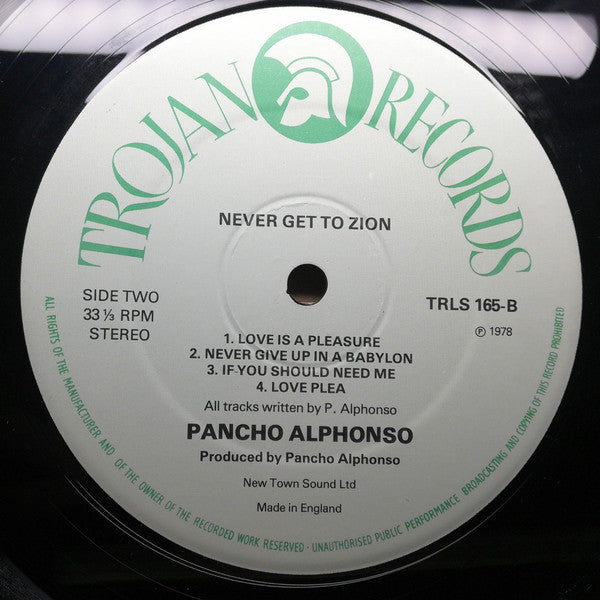 TROJAN RECORDS
NEVER GET TO ZION
SIDE TWO
33 ⅓ RPM
STEREO
TRLS 165-B
℗ 1978
1. LOVE IS A PLEASURE
2. NEVER GIVE UP IN A BABYLON
3. IF YOU SHOULD NEED ME
4. LOVE PLEA
All tracks written by P. Alphonso
PANCHO ALPHONSO
Produced by Pancho Alphonso
New Town Sound Ltd
Made in England
ALL RIGHTS OF THE MANUFACTURER AND OF THE OWNER OF THE RECORDED WORK RESERVED · UNAUTHORISED PUBLIC PERFORMANCE BROADCASTING AND COPYING OF THIS RECORD PROHIBITED